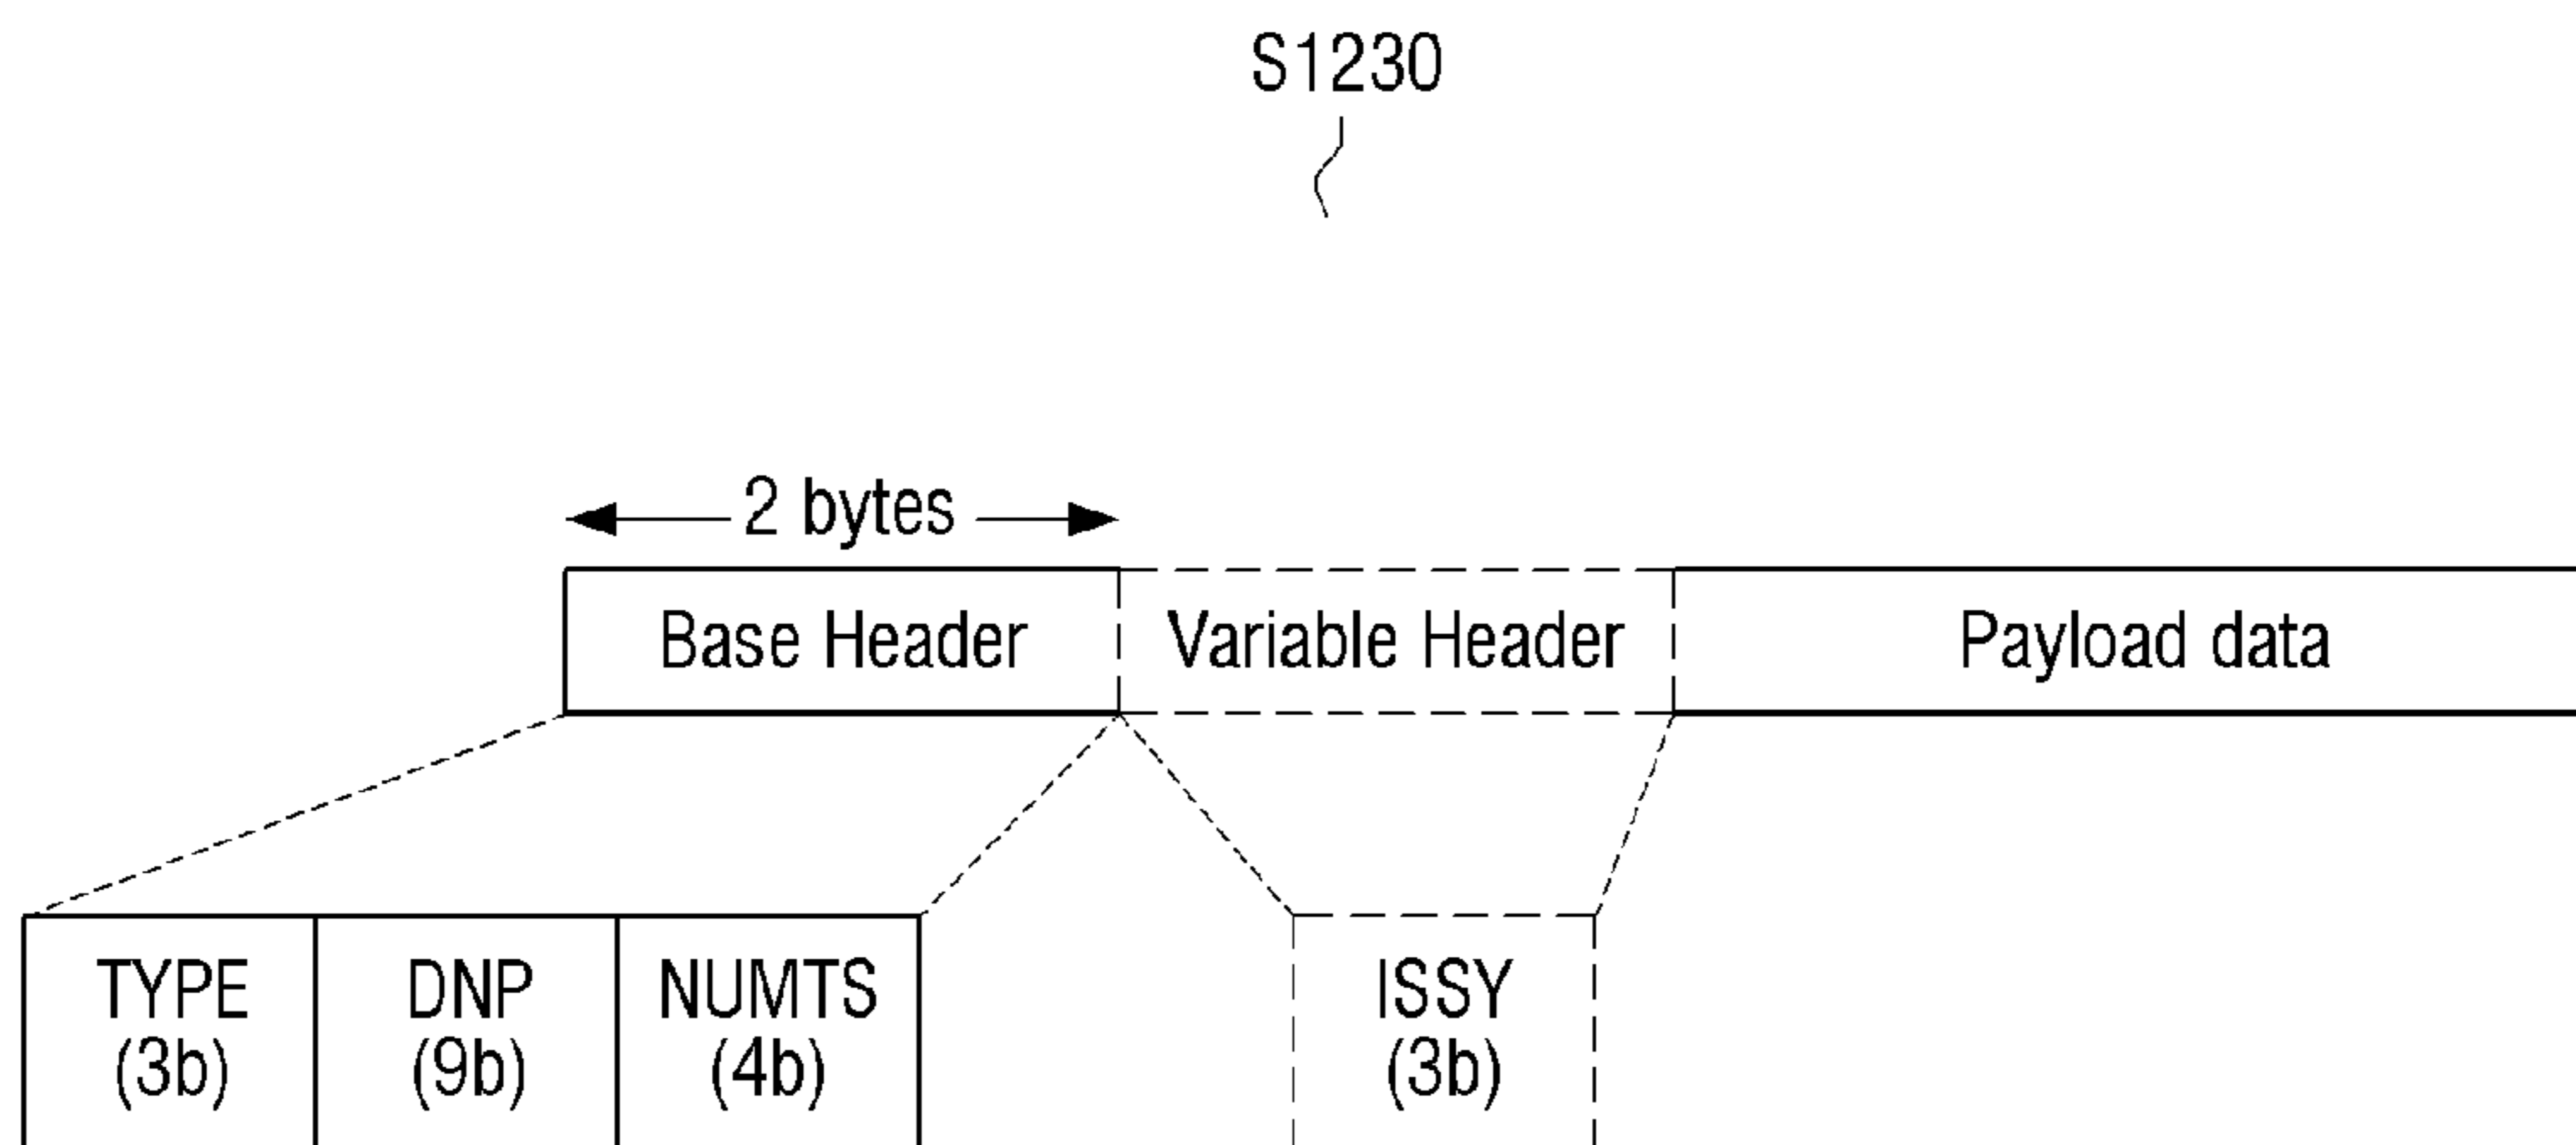 S1230
2 bytes
Base Header
Variable Header
Payload data
TYPE
(3b)
DNP
(9b)
NUMTS
(4b)
ISSY
(3b)